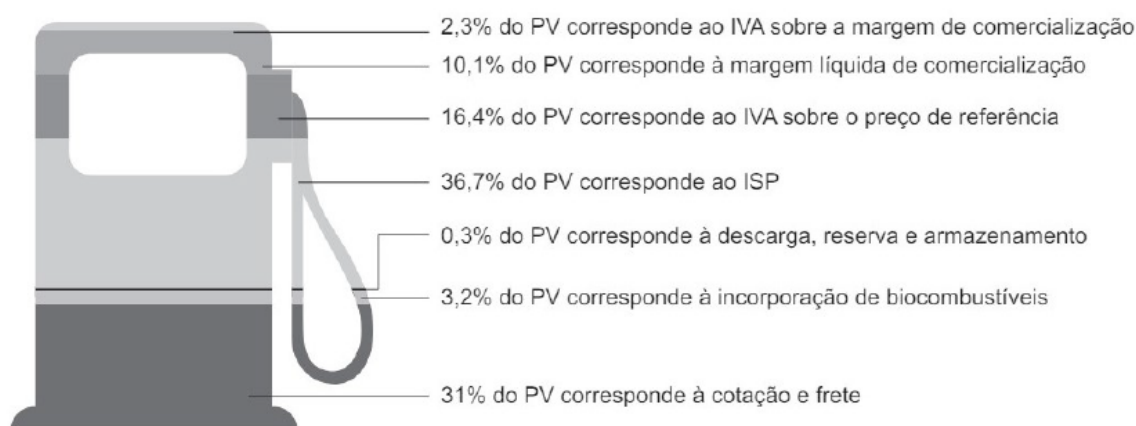 2,3% do PV corresponde ao IVA sobre a margem de comercialização
10,1% do PV corresponde à margem líquida de comercialização
16,4% do PV corresponde ao IVA sobre o preço de referência
36,7% do PV corresponde ao ISP
0,3% do PV corresponde à descarga, reserva e armazenamento
3,2% do PV corresponde à incorporação de biocombustíveis
31% do PV corresponde à cotação e frete